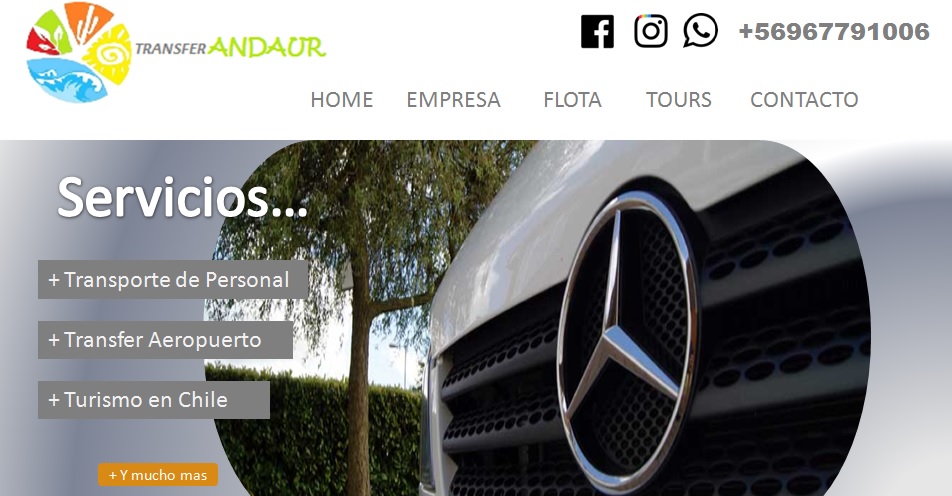 TRANSFER ANDAUR
+56967791006
HOME EMPRESA FLOTA TOURS CONTACTO
Servicios...
+ Transporte de Personal
+ Transfer Aeropuerto
+ Turismo en Chile
+ Y mucho mas